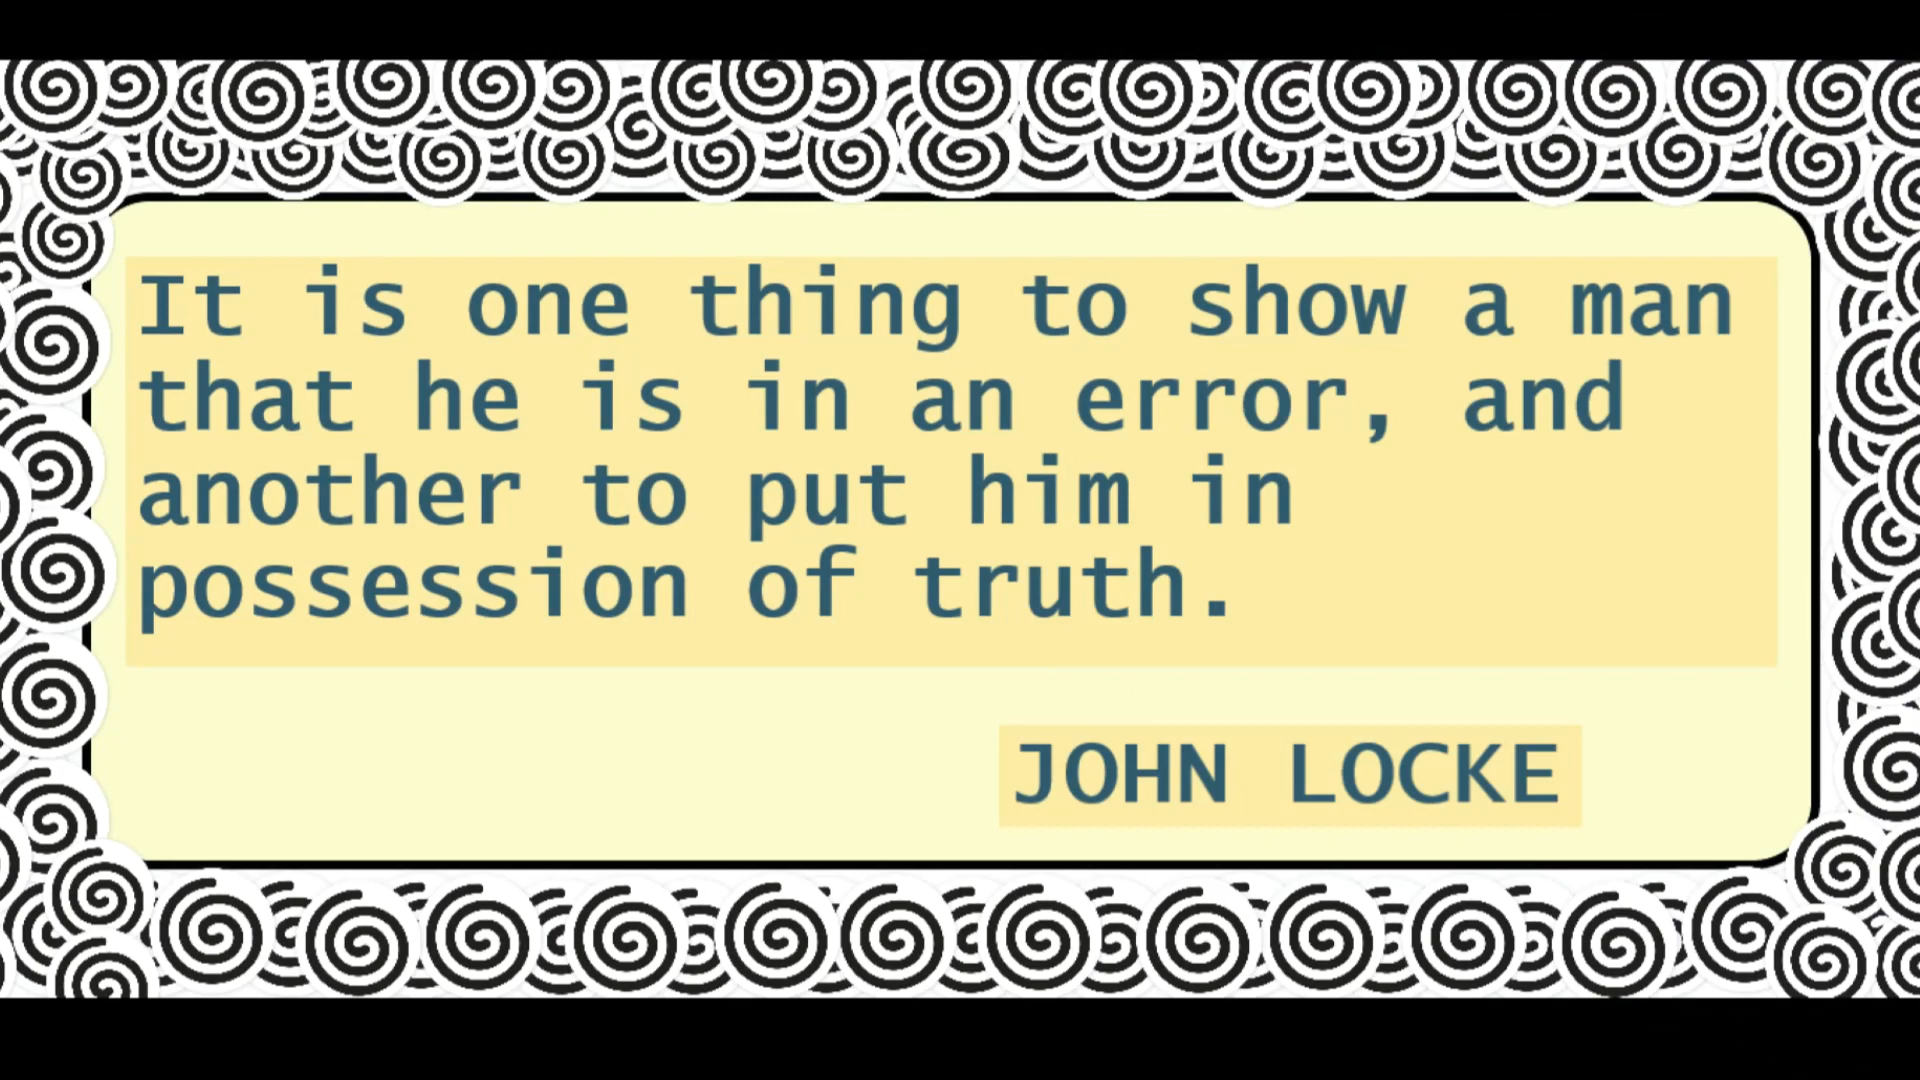 It is one thing to show a man
that he is in an error, and
another to put him in
possession of truth.
JOHN LOCKE